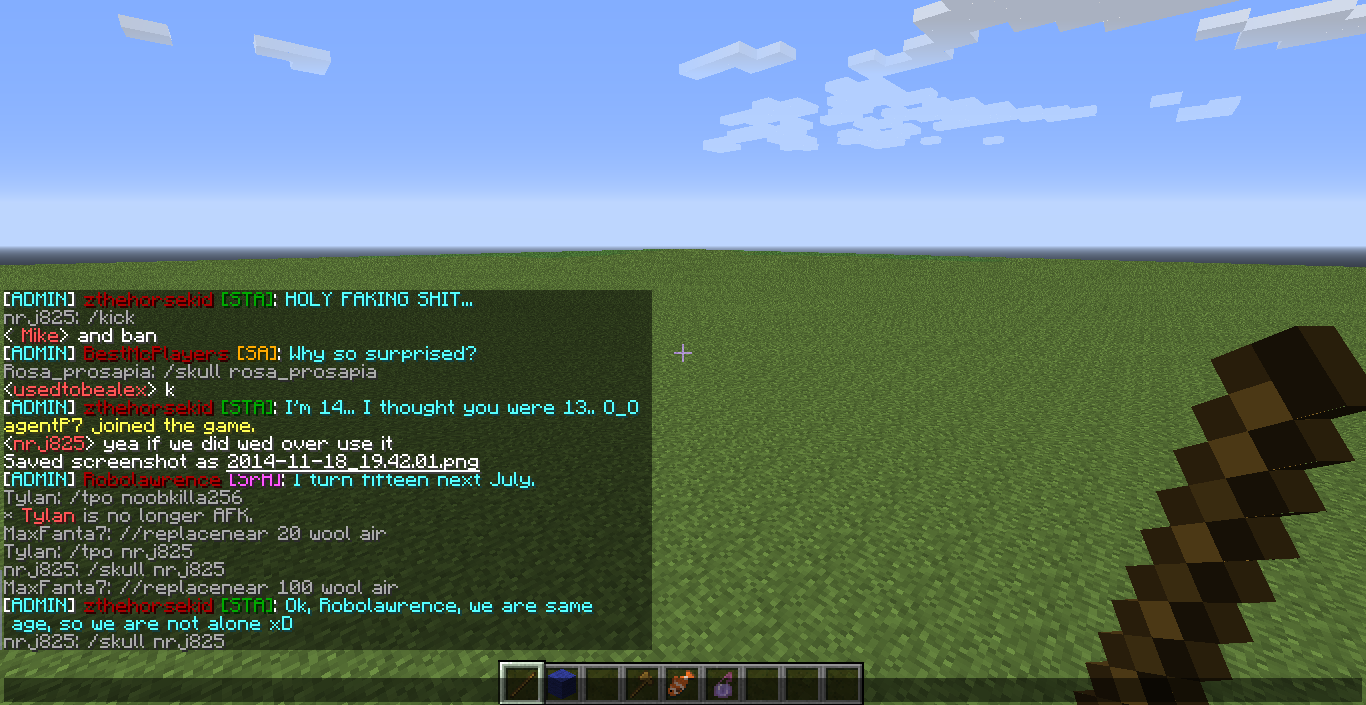 [ADMIN] zthehorsekid [STA]: HOLY FAKING SHIT...
nrj825: /kick
< Mike> and ban
[ADMIN] BestMcPlayers [SA]: Why so surprised?
Rosa_prosapia: /skull rosa_prosapia
<usedtobealex> k
[ADMIN] zthehorsekid [STA]: I'm 14... I thought you were 13.. O_O
agentP7 joined the game.
<nrj825> yea if we did wed over use it
Saved screenshot as 2014-11-18_19.42.01.png
[ADMIN] Robolawrence [SrA]: I turn fifteen next July.
Tylan: /tpo noobkilla256
* Tylan is no longer AFK.
MaxFanta7: //replacenear 20 wool air
Tylan: /tpo nrj825
nrj825: /skull nrj825
MaxFanta7: //replacenear 100 wool air
[ADMIN] zthehorsekid [STA]: Ok, Robolawrence, we are same
age, so we are not alone xD
nrj825: /skull nrj825